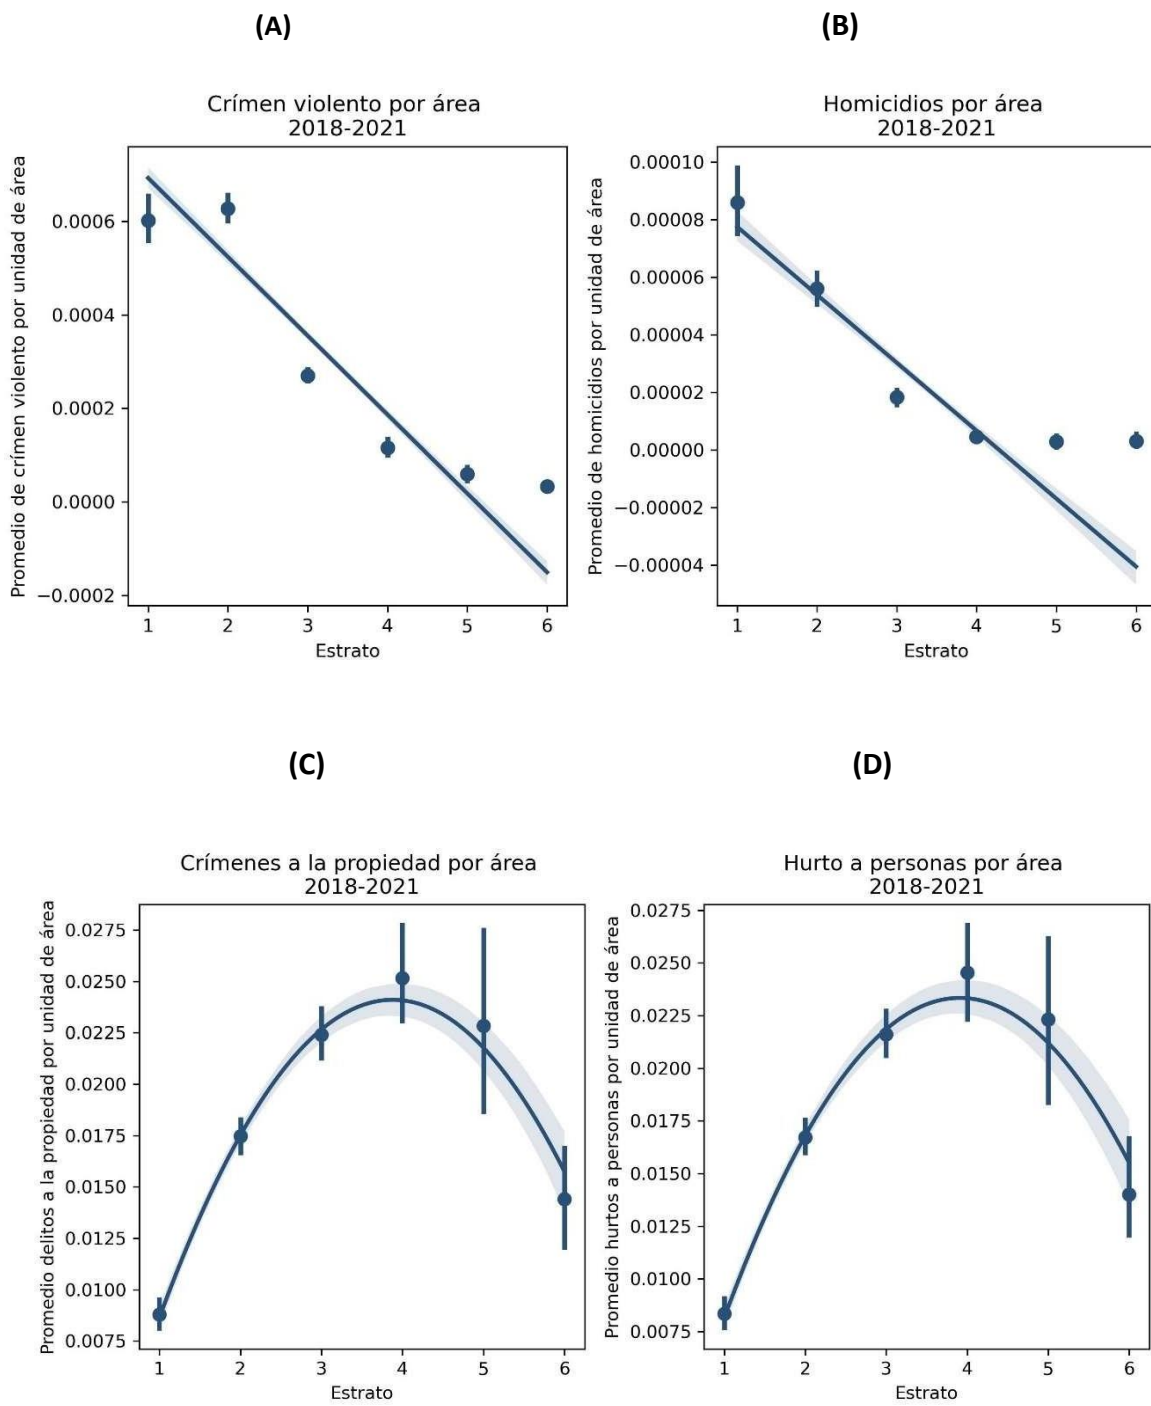 (A)
(B)
Crímen violento por área
2018-2021
Promedio de crímen violento por unidad de área
0.0006
0.0004
0.0002
0.0000
−0.0002
1 2 3 4 5 6
Estrato
Homicidios por área
2018-2021
Promedio de homicidios por unidad de área
0.00010
0.00008
0.00006
0.00004
0.00002
0.00000
−0.00002
−0.00004
1 2 3 4 5 6
Estrato
(C)
(D)
Crímenes a la propiedad por área
2018-2021
Promedio delitos a la propiedad por unidad de área
0.0275
0.0250
0.0225
0.0200
0.0175
0.0150
0.0125
0.0100
0.0075
1 2 3 4 5 6
Estrato
Hurto a personas por área
2018-2021
Promedio hurtos a personas por unidad de área
0.0275
0.0250
0.0225
0.0200
0.0175
0.0150
0.0125
0.0100
0.0075
1 2 3 4 5 6
Estrato